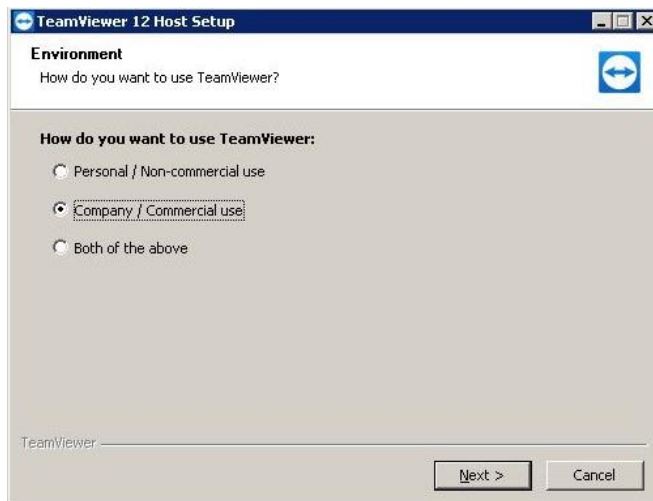 TeamViewer 12 Host Setup
Environment
How do you want to use TeamViewer?
How do you want to use TeamViewer:
Personal / Non-commercial use
Company / Commercial use
Both of the above
TeamViewer
Next >
Cancel